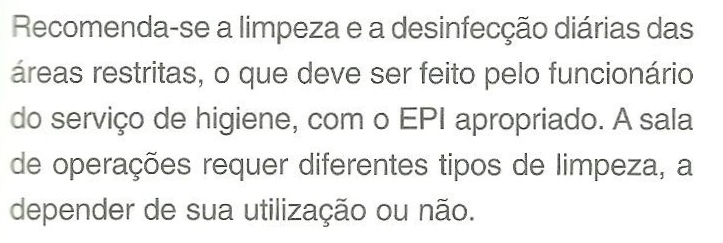 Recomenda-se a limpeza e a desinfecção diárias das
áreas restritas, o que deve ser feito pelo funcionário
do serviço de higiene, com o EPI apropriado. A sala
de operações requer diferentes tipos de limpeza, a
depender de sua utilização ou não.